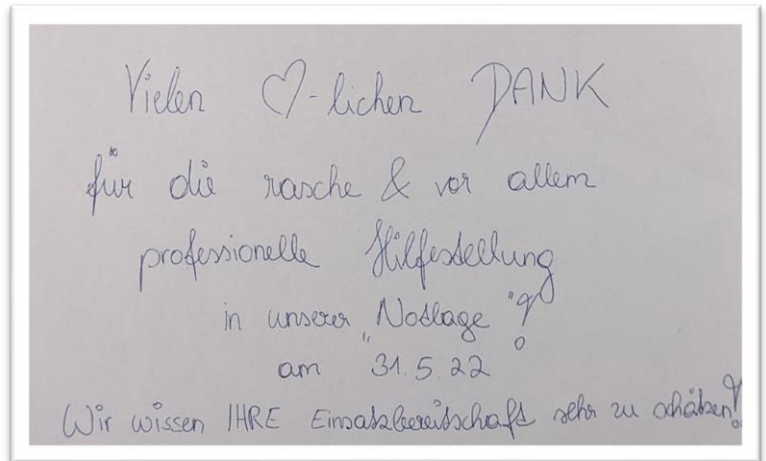 Vielen ♡-lichen DANK
für die rasche & vor allem
professionelle Hilfestellung
in unserer „Notlage“!
am 31.5.22
Wir wissen IHRE Einsatzbereitschaft sehr zu schätzen!